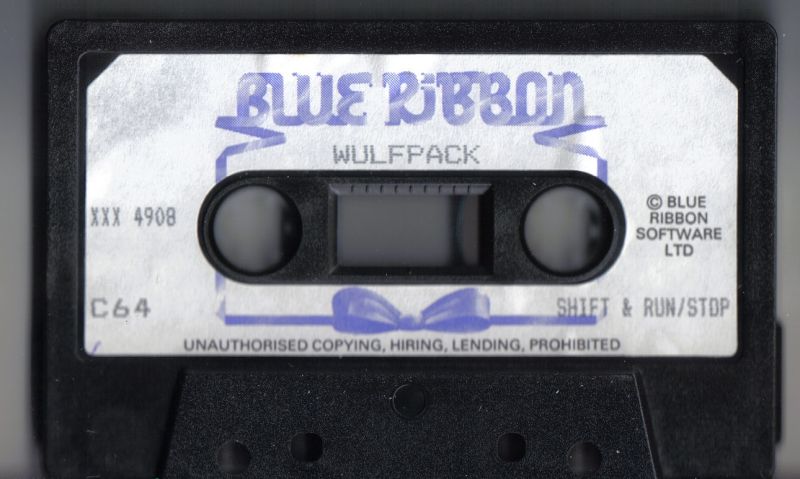 BLUE RiBBON
WULFPACK
XXX 4908
© BLUE
RIBBON
SOFTWARE
LTD
C64
SHIFT & RUN/STOP
UNAUTHORISED COPYING, HIRING, LENDING, PROHIBITED